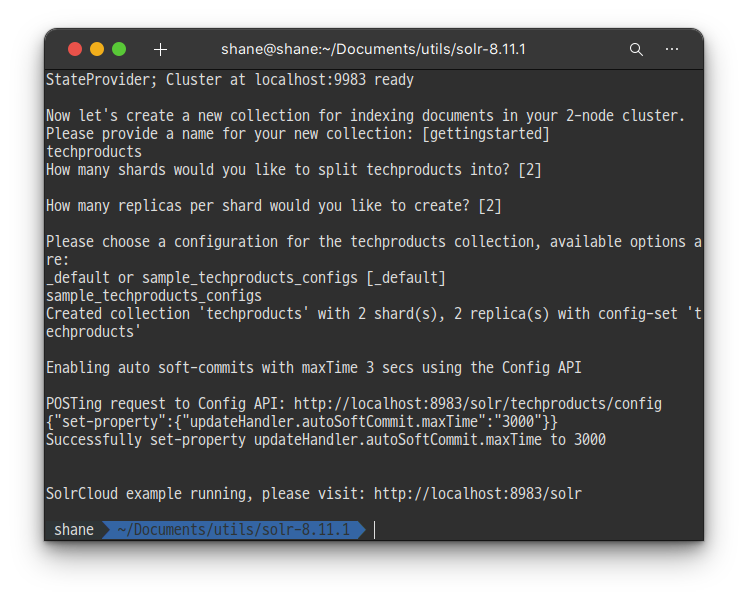 shane@shane:~/Documents/utils/solr-8.11.1
StateProvider; Cluster at localhost:9983 ready
Now let's create a new collection for indexing documents in your 2-node cluster.
Please provide a name for your new collection: [gettingstarted]
techproducts
How many shards would you like to split techproducts into? [2]
How many replicas per shard would you like to create? [2]
Please choose a configuration for the techproducts collection, available options a
re:
_default or sample_techproducts_configs [_default]
sample_techproducts_configs
Created collection 'techproducts' with 2 shard(s), 2 replica(s) with config-set 't
echproducts'
Enabling auto soft-commits with maxTime 3 secs using the Config API
POSTing request to Config API: http://localhost:8983/solr/techproducts/config
{"set-property":{"updateHandler.autoSoftCommit.maxTime":"3000"}}
Successfully set-property updateHandler.autoSoftCommit.maxTime to 3000
SolrCloud example running, please visit: http://localhost:8983/solr
shane ~/Documents/utils/solr-8.11.1